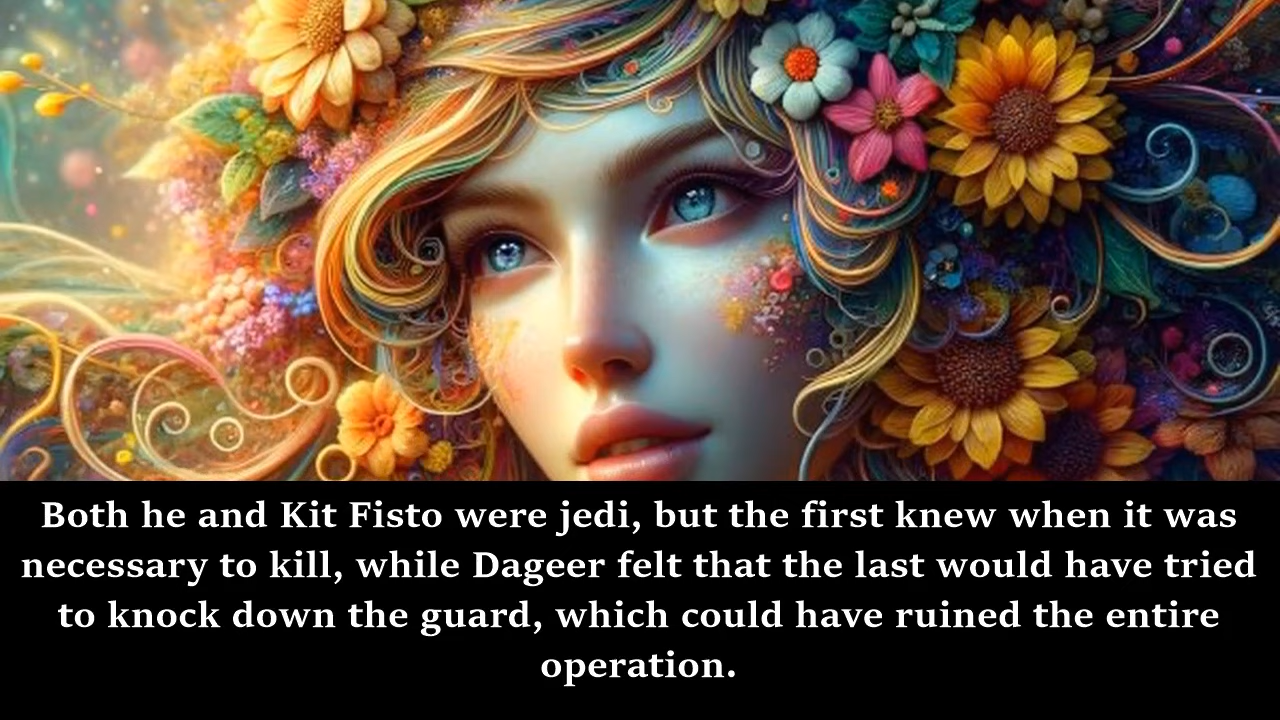 Both he and Kit Fisto were jedi, but the first knew when it was
necessary to kill, while Dageer felt that the last would have tried
to knock down the guard, which could have ruined the entire
operation.